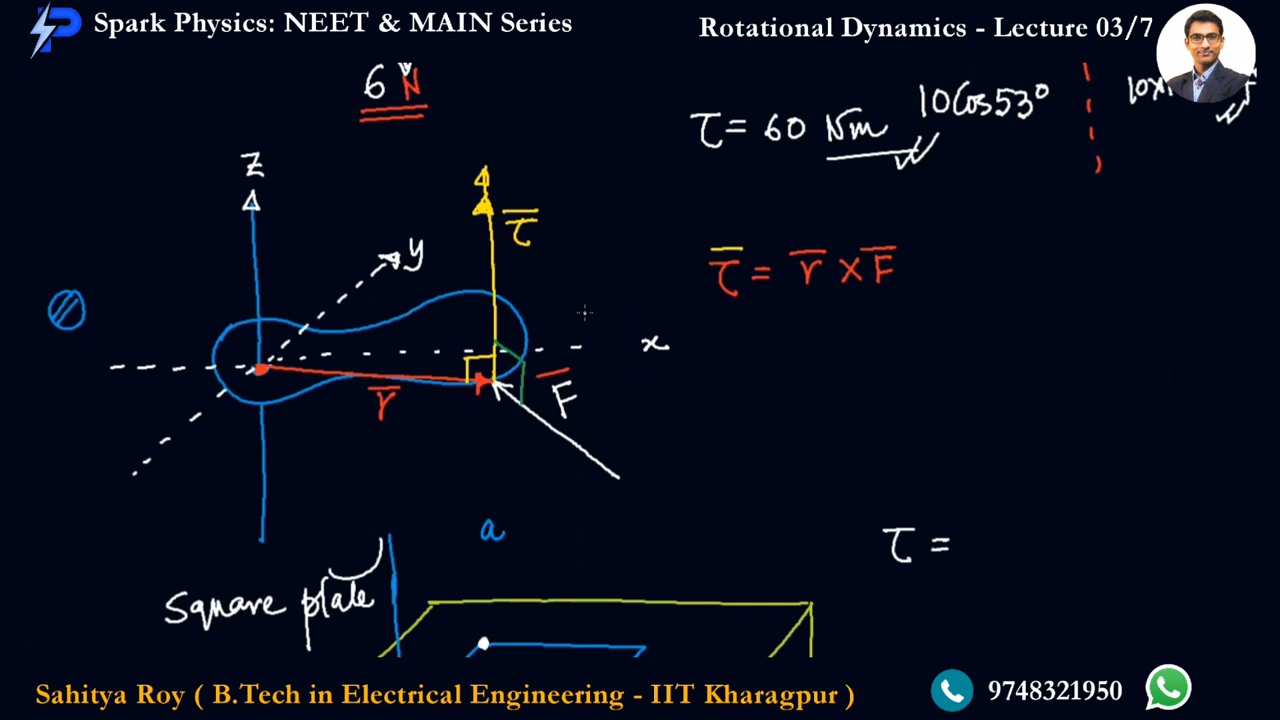 Spark Physics: NEET & MAIN Series
Rotational Dynamics - Lecture 03/7
6 N
τ = 60 Nm
10Cos53°
z
τ̄
y
τ̄ = r̄ × F̄
x
r̄
F̄
a
τ =
Square plate
Sahitya Roy ( B.Tech in Electrical Engineering - IIT Kharagpur )
9748321950